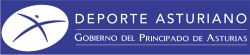 DEPORTE ASTURIANO
GOBIERNO DEL PRINCIPADO DE ASTURIAS